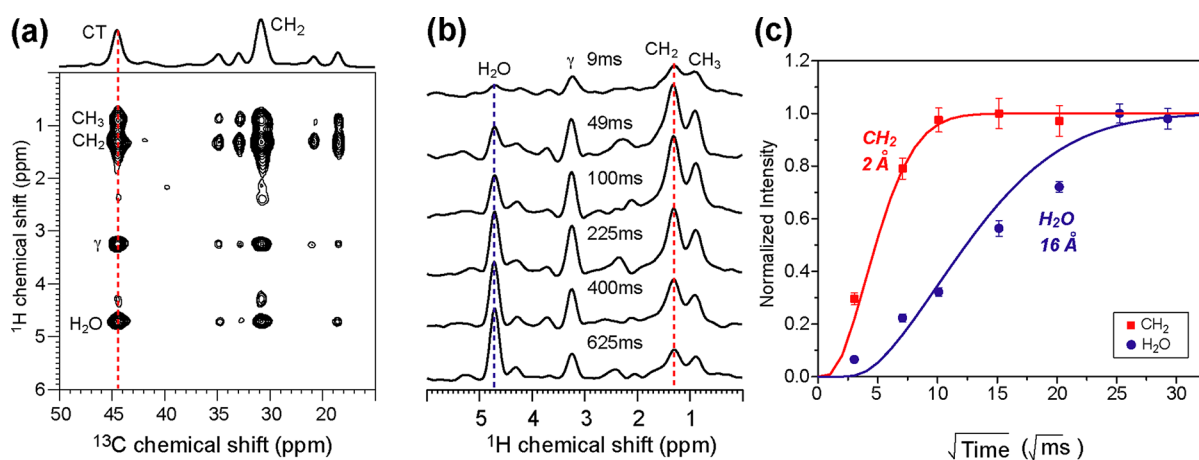 (a)
CT
CH2
CH3
CH2
γ
H2O
1
2
3
4
5
6
1H chemical shift (ppm)
50 45 40 35 30 25 20
13C chemical shift (ppm)
(b)
H2O
γ
9ms
CH2
CH3
49ms
100ms
225ms
400ms
625ms
5 4 3 2 1
1H chemical shift (ppm)
(c)
1.2
1.0
0.8
0.6
0.4
0.2
0.0
Normalized Intensity
CH2
2 Å
H2O
16 Å
CH2
H2O
0 5 10 15 20 25 30
√Time (√ms)